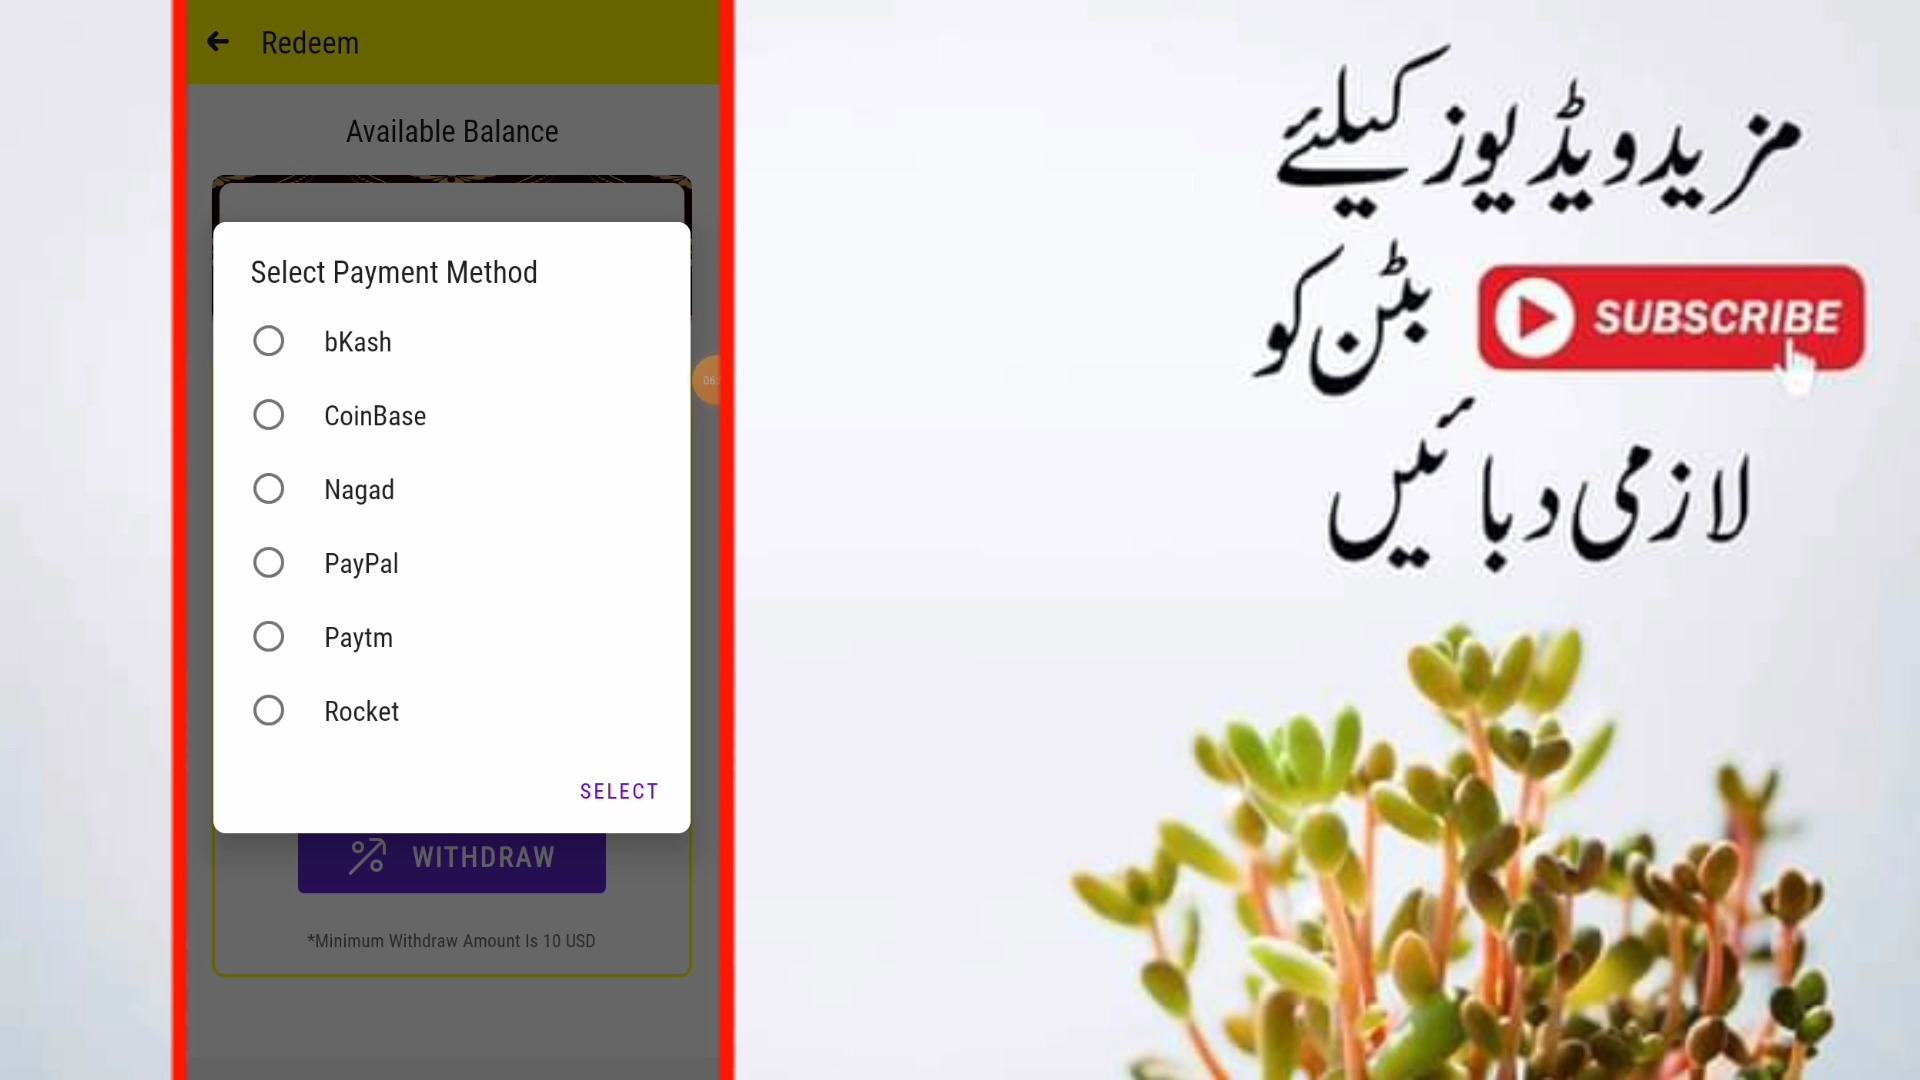 Redeem
Available Balance
Select Payment Method
bKash
CoinBase
Nagad
PayPal
Paytm
Rocket
SELECT
WITHDRAW
*Minimum Withdraw Amount Is 10 USD
مزید ویڈیوز کیلئے
SUBSCRIBE بٹن کو
لازمی دبائیں